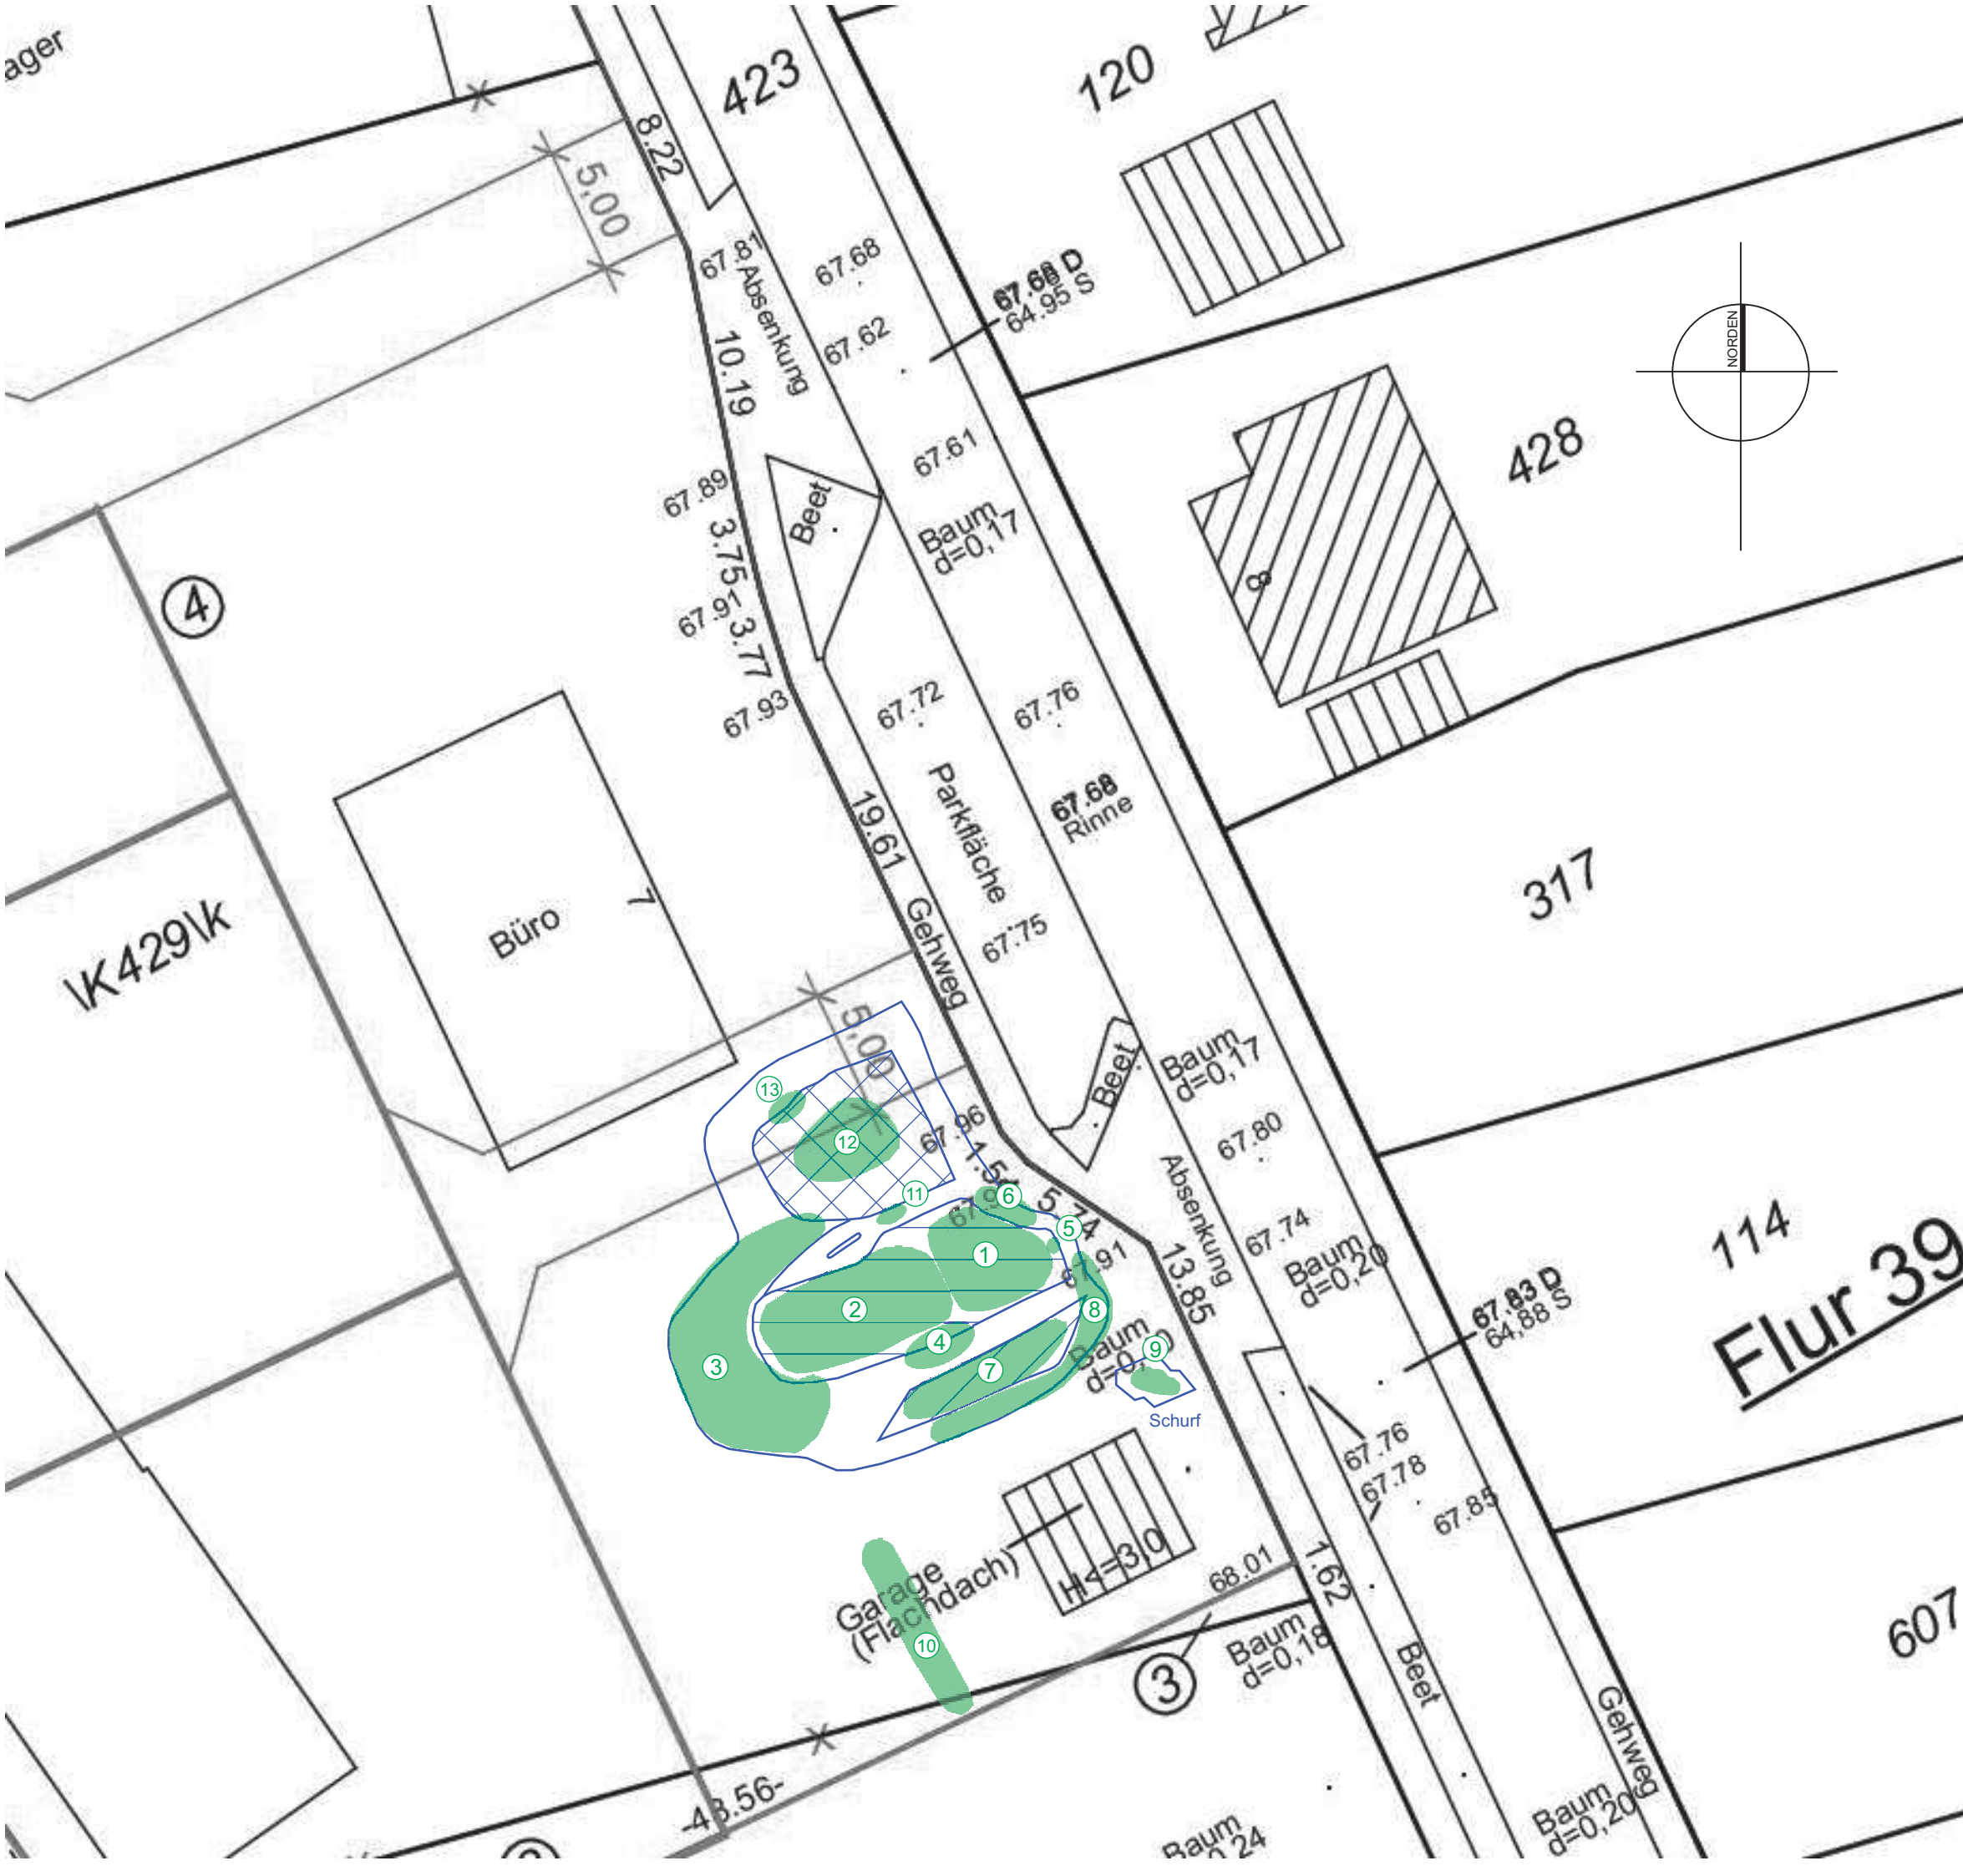 ager
423
120
8.22
5,00
67.81
Absenkung
67.68
67.62
64.95 S
NORDEN
10.19
67.61
428
67.89
Beet
Baum
d=0,17
3.75
8
4
67.91
3.77
67.93
67.72
67.76
Parkfläche
67.68
Rinne
19.61
317
7
Büro
\K429\k
Gehweg
67.75
5,00
Beet
Baum
d=0,17
13
12
67.96
67.80
11
6
5.74
5
Absenkung
67.74
114
1
67.91
Baum
d=0,20
13.85
Flur 39
2
8
67.83 D
64,88 S
4
Baum
9
3
7
Schurf
67.76
67.78
67.85
H<=3.0
Garage
(Flachdach)
68.01
1.62
10
607
3
Baum
d=0,18
Beet
Gehweg
Baum
d=0,20
Baum